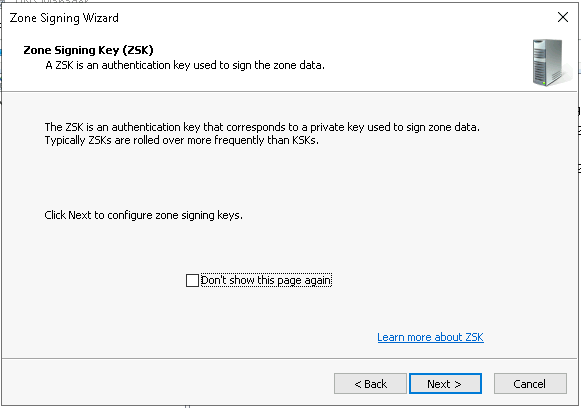 Zone Signing Wizard
Zone Signing Key (ZSK)
A ZSK is an authentication key used to sign the zone data.
The ZSK is an authentication key that corresponds to a private key used to sign zone data.
Typically ZSKs are rolled over more frequently than KSKs.
Click Next to configure zone signing keys.
Don't show this page again
Learn more about ZSK
< Back
Next >
Cancel